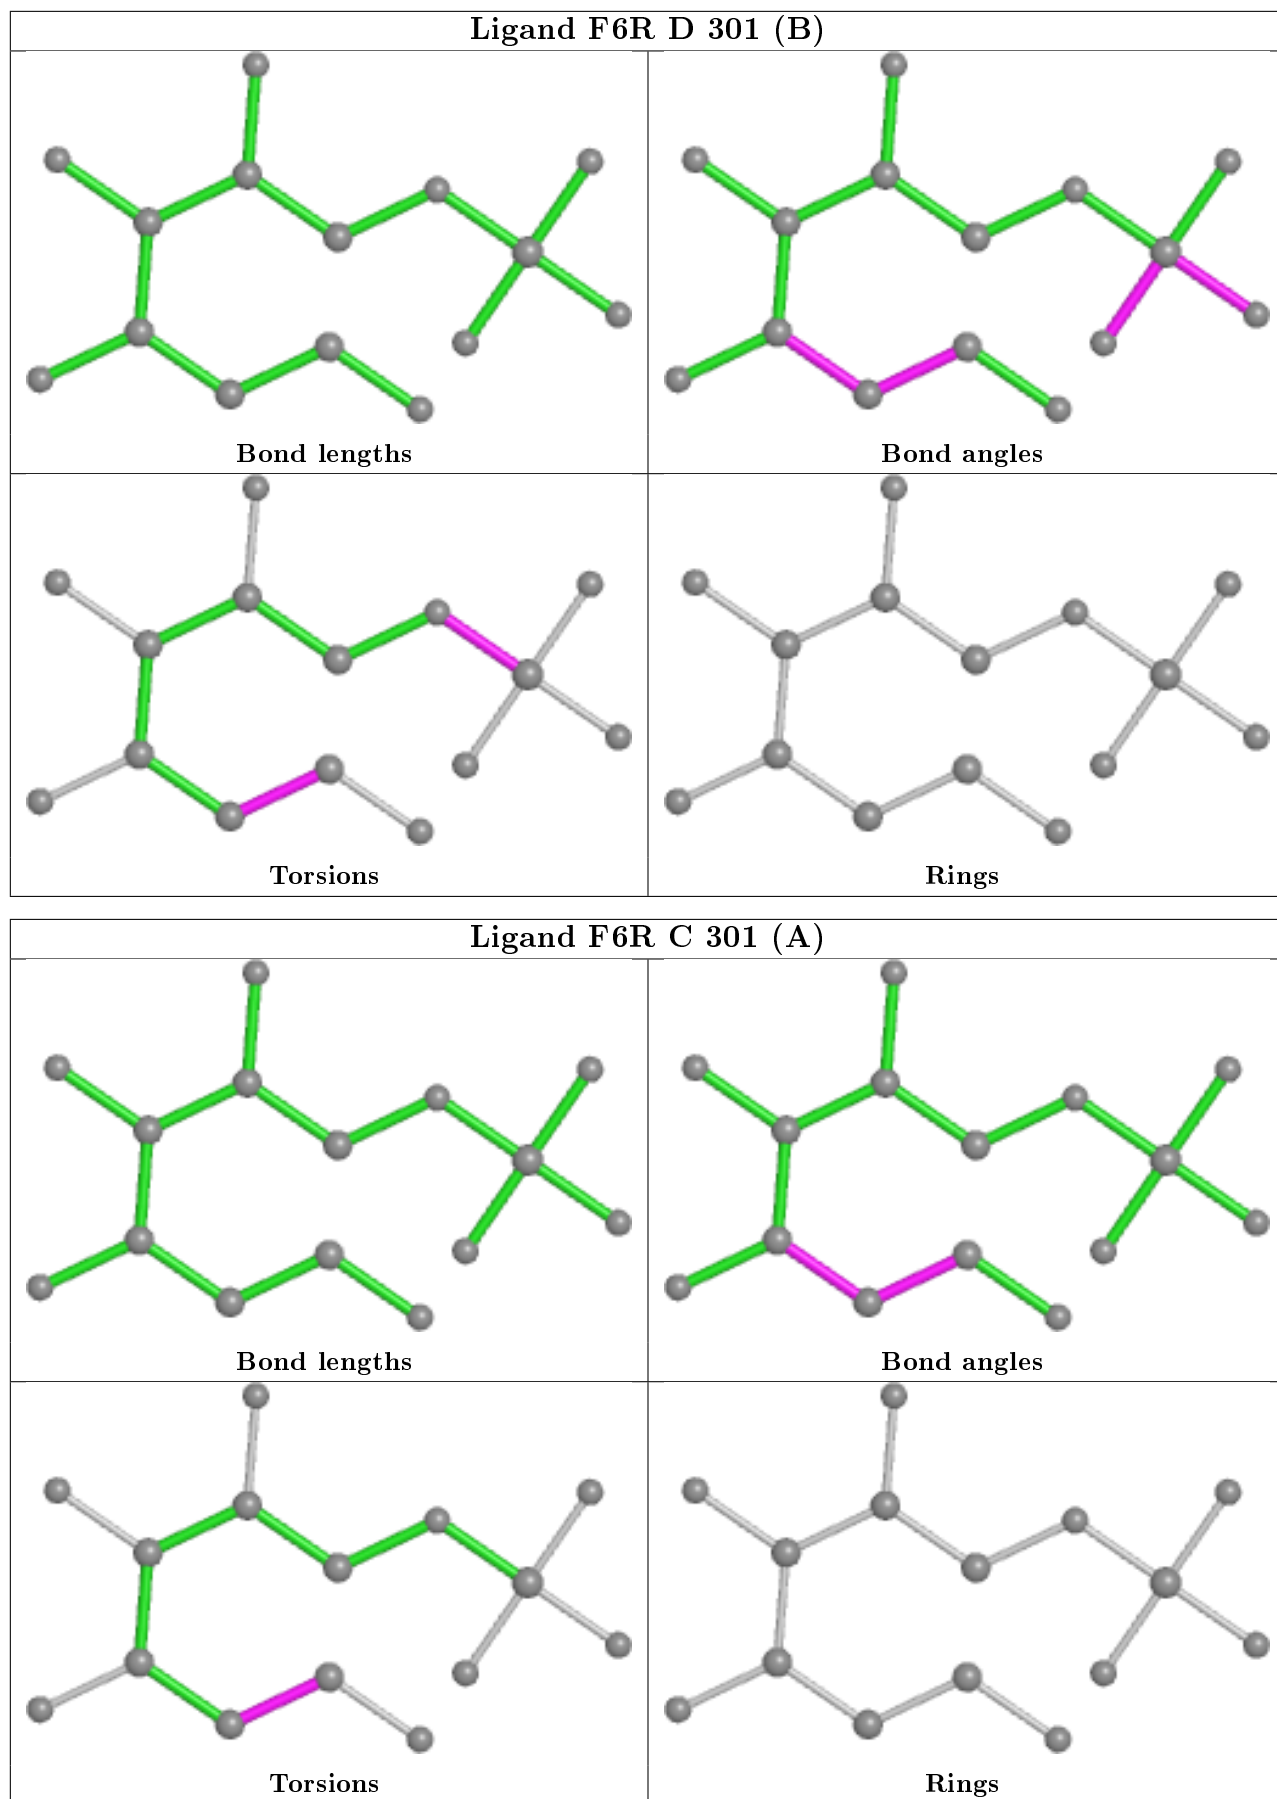 Ligand F6R D 301 (B)
Bond lengths
Bond angles
Torsions
Rings
Ligand F6R C 301 (A)
Bond lengths
Bond angles
Torsions
Rings